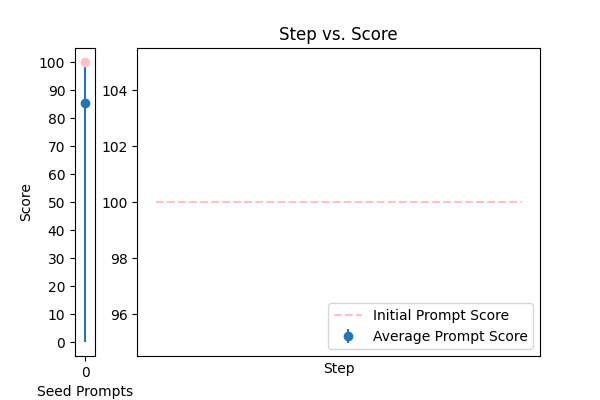 Step vs. Score
100
90
80
70
60
50
40
30
20
10
0
Score
0
Seed Prompts
104
102
100
98
96
Initial Prompt Score
Average Prompt Score
Step